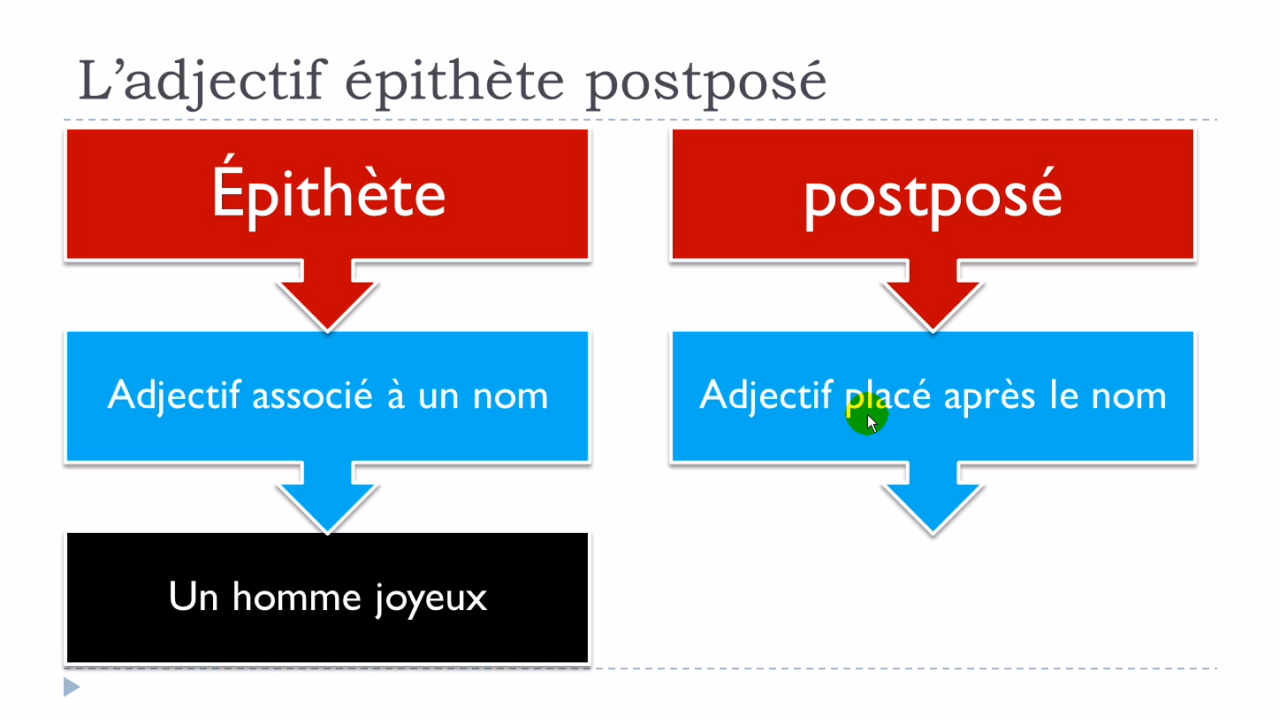 L’adjectif épithète postposé
Épithète
postposé
Adjectif associé à un nom
Adjectif placé après le nom
Un homme joyeux